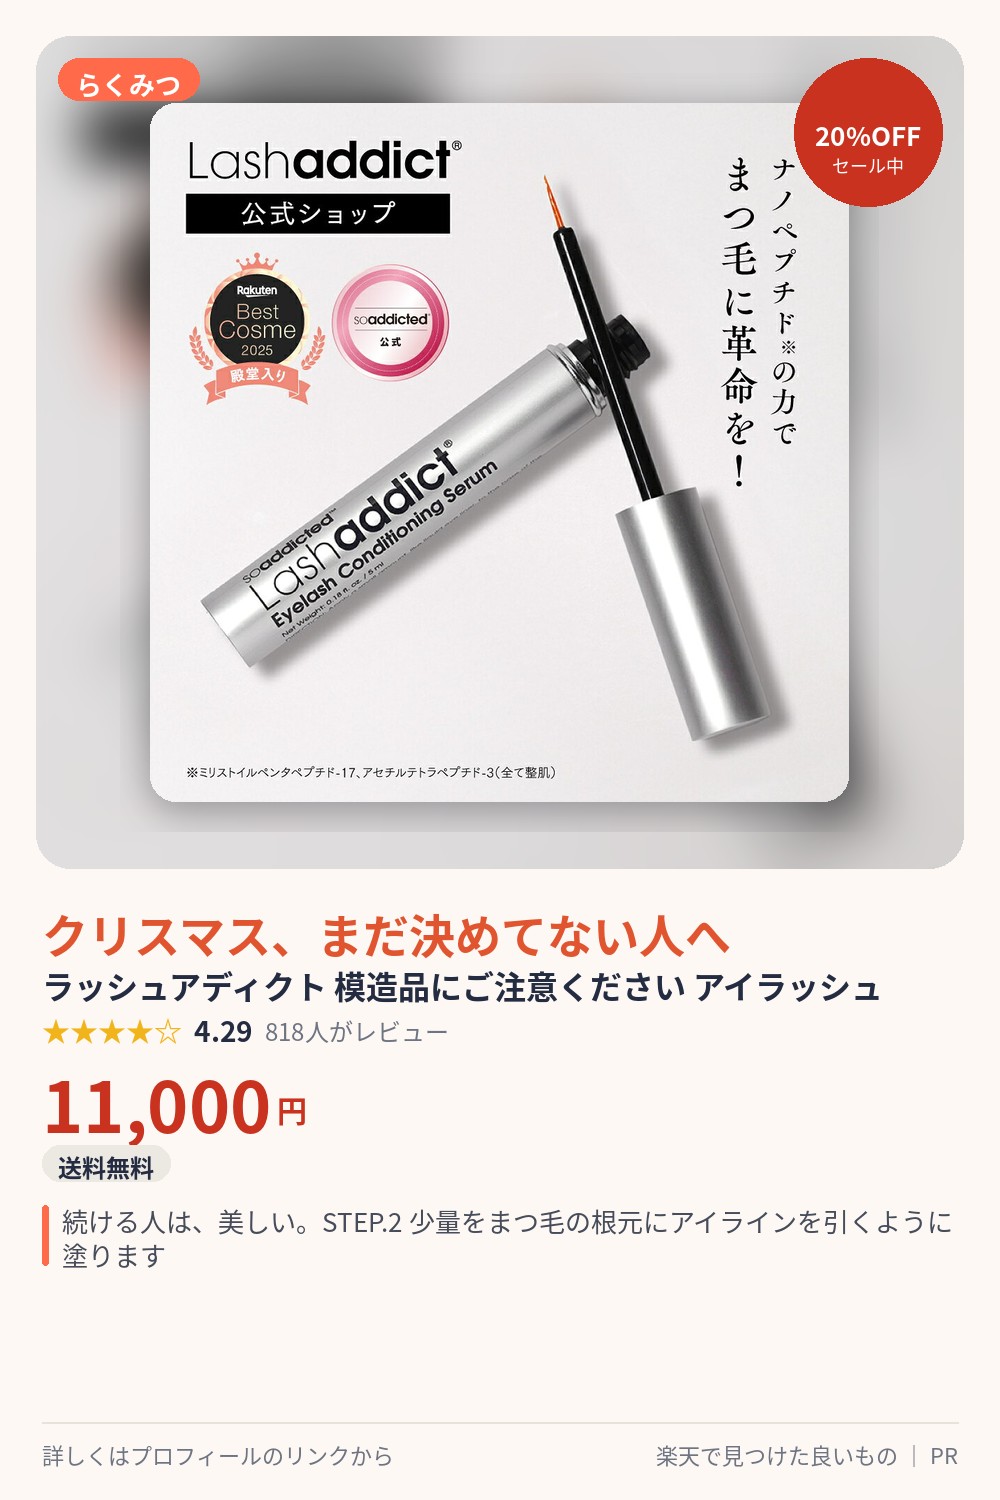 らくみつ
20%OFF
セール中
Lashaddict®
公式ショップ
Rakuten
Best
Cosme
2025
殿堂入り
soaddicted
公式
ナノペプチド※の力で
まつ毛に革命を!
soaddicted™
Lashaddict®
Eyelash Conditioning Serum
Net Weight: 0.18 fl. oz. / 5 ml
※ミリストイルペンタペプチド-17、アセチルテトラペプチド-3(全て整肌)
クリスマス、まだ決めてない人へ
ラッシュアディクト 模造品にご注意ください アイラッシュ
★★★★☆ 4.29 818人がレビュー
11,000円
送料無料
続ける人は、美しい。STEP.2 少量をまつ毛の根元にアイラインを引くように
塗ります
詳しくはプロフィールのリンクから
楽天で見つけた良いもの | PR